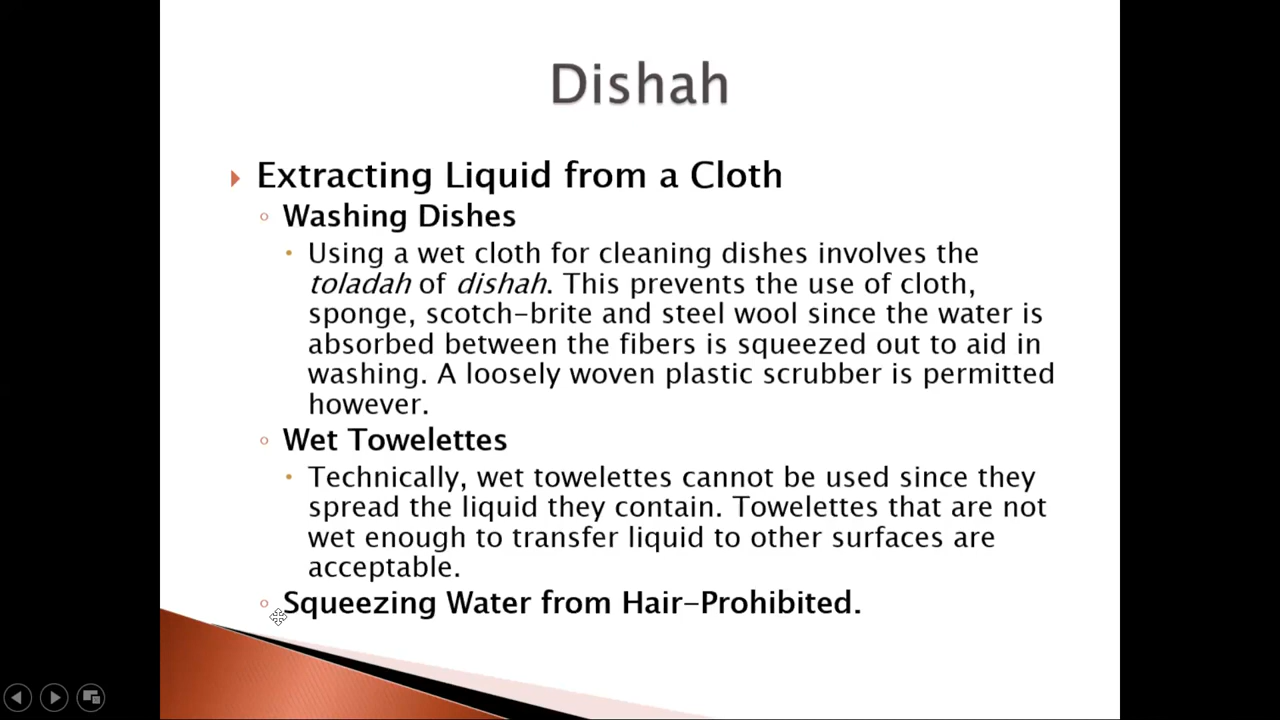 Dishah
Extracting Liquid from a Cloth
Washing Dishes
Using a wet cloth for cleaning dishes involves the
toladah of dishah. This prevents the use of cloth,
sponge, scotch-brite and steel wool since the water is
absorbed between the fibers is squeezed out to aid in
washing. A loosely woven plastic scrubber is permitted
however.
Wet Towelettes
Technically, wet towelettes cannot be used since they
spread the liquid they contain. Towelettes that are not
wet enough to transfer liquid to other surfaces are
acceptable.
Squeezing Water from Hair-Prohibited.